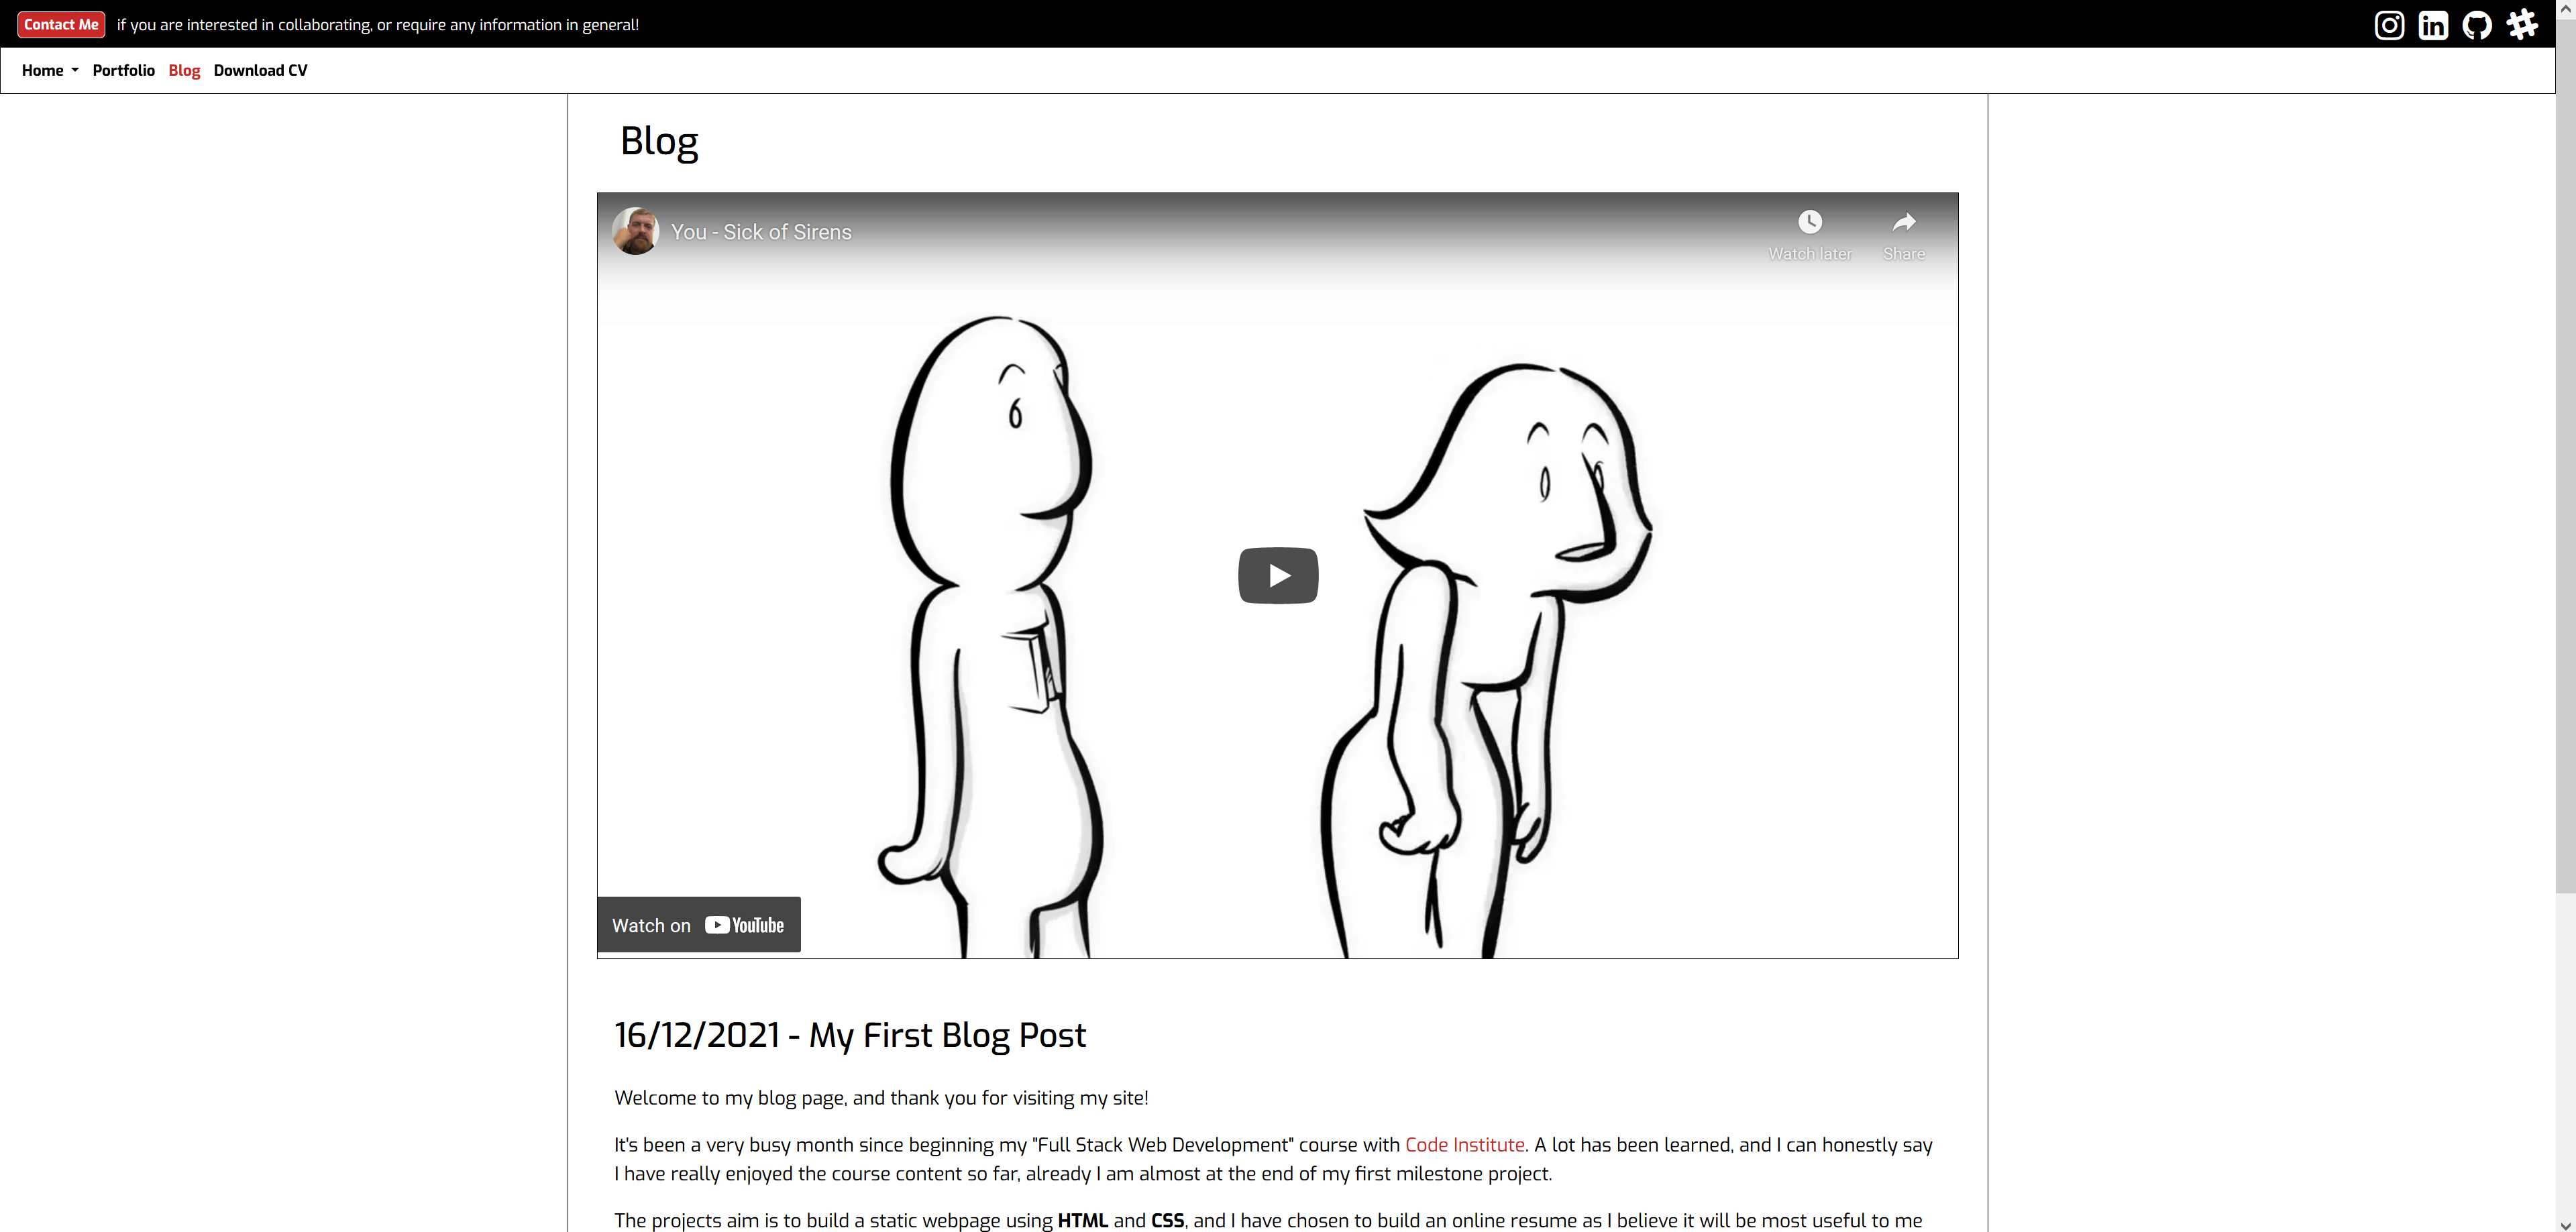 Contact Me if you are interested in collaborating, or require any information in general!
Home Portfolio Blog Download CV
Blog
You - Sick of Sirens
Watch later Share
Watch on YouTube
16/12/2021 - My First Blog Post
Welcome to my blog page, and thank you for visiting my site!
It's been a very busy month since beginning my "Full Stack Web Development" course with Code Institute. A lot has been learned, and I can honestly say
I have really enjoyed the course content so far, already I am almost at the end of my first milestone project.
The projects aim is to build a static webpage using HTML and CSS, and I have chosen to build an online resume as I believe it will be most useful to me